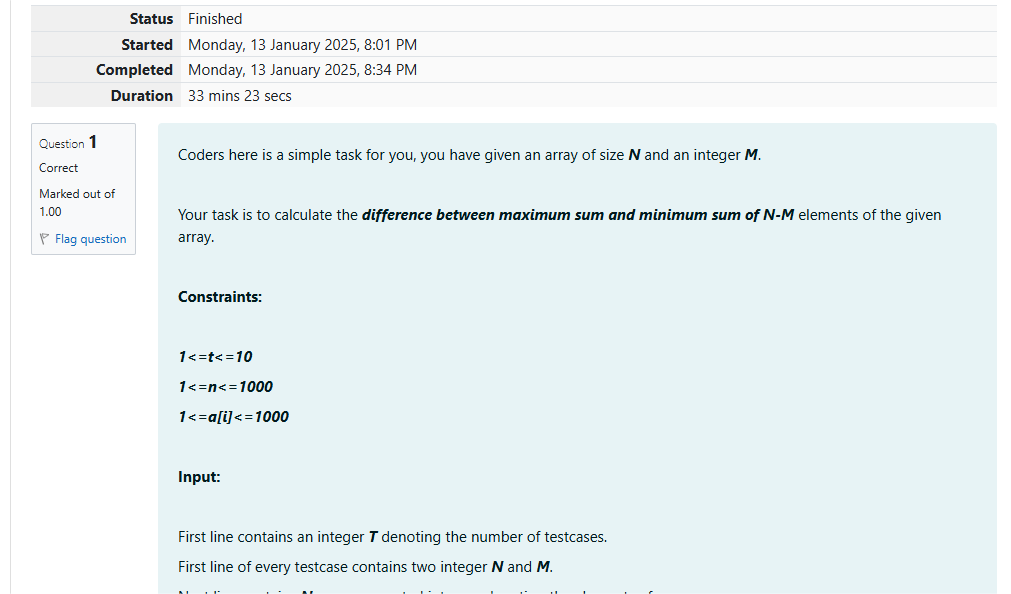 Status Finished
Started Monday, 13 January 2025, 8:01 PM
Completed Monday, 13 January 2025, 8:34 PM
Duration 33 mins 23 secs
Question 1
Correct
Marked out of
1.00
Flag question
Coders here is a simple task for you, you have given an array of size N and an integer M.
Your task is to calculate the difference between maximum sum and minimum sum of N-M elements of the given
array.
Constraints:
1<=t<=10
1<=n<=1000
1<=a[i]<=1000
Input:
First line contains an integer T denoting the number of testcases.
First line of every testcase contains two integer N and M.